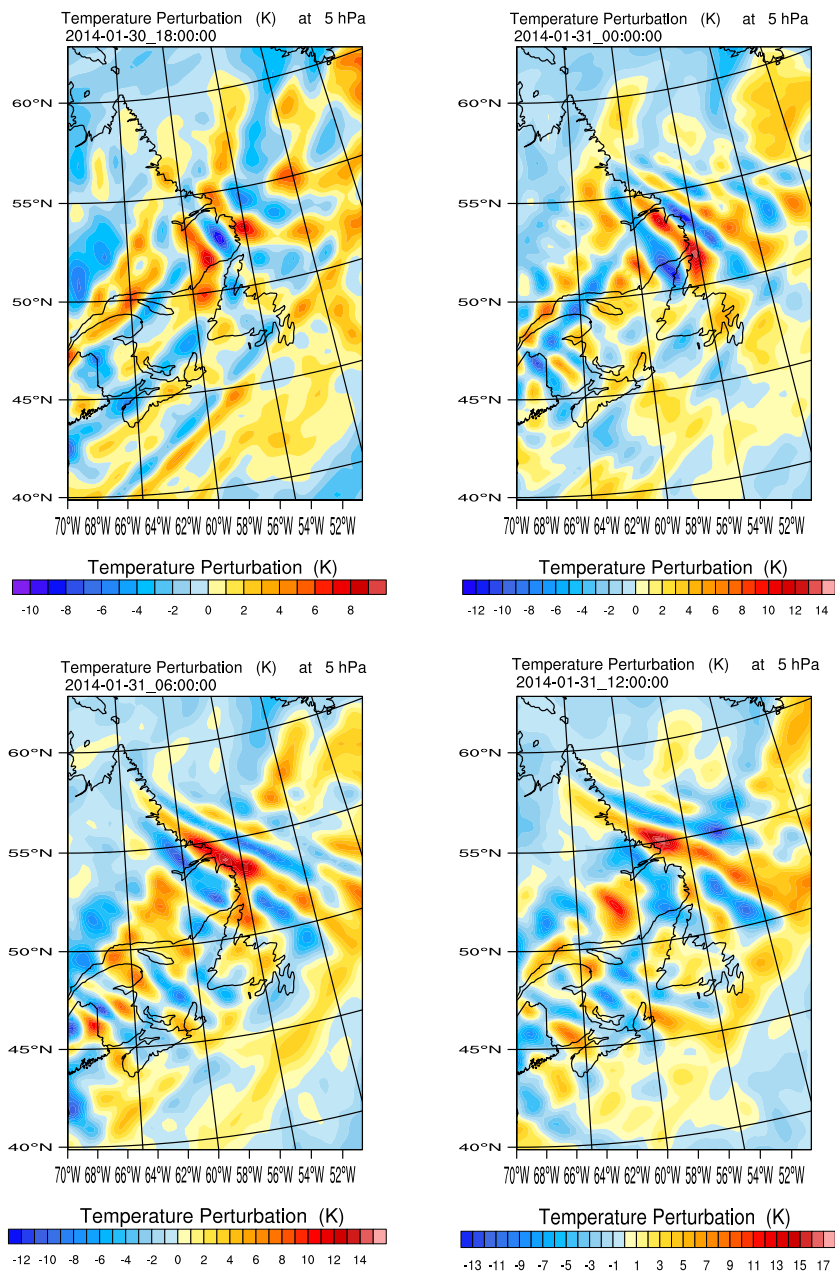 Temperature Perturbation (K) at 5 hPa
2014-01-30_18:00:00
60°N
55°N
50°N
45°N
40°N
70°W 68°W 66°W 64°W 62°W 60°W 58°W 56°W 54°W 52°W
Temperature Perturbation (K)
-10 -8 -6 -4 -2 0 2 4 6 8
Temperature Perturbation (K) at 5 hPa
2014-01-31_00:00:00
60°N
55°N
50°N
45°N
40°N
70°W 68°W 66°W 64°W 62°W 60°W 58°W 56°W 54°W 52°W
Temperature Perturbation (K)
-12 -10 -8 -6 -4 -2 0 2 4 6 8 10 12 14
Temperature Perturbation (K) at 5 hPa
2014-01-31_06:00:00
60°N
55°N
50°N
45°N
40°N
70°W 68°W 66°W 64°W 62°W 60°W 58°W 56°W 54°W 52°W
Temperature Perturbation (K)
-12 -10 -8 -6 -4 -2 0 2 4 6 8 10 12 14
Temperature Perturbation (K) at 5 hPa
2014-01-31_12:00:00
60°N
55°N
50°N
45°N
40°N
70°W 68°W 66°W 64°W 62°W 60°W 58°W 56°W 54°W 52°W
Temperature Perturbation (K)
-13 -11 -9 -7 -5 -3 -1 1 3 5 7 9 11 13 15 17